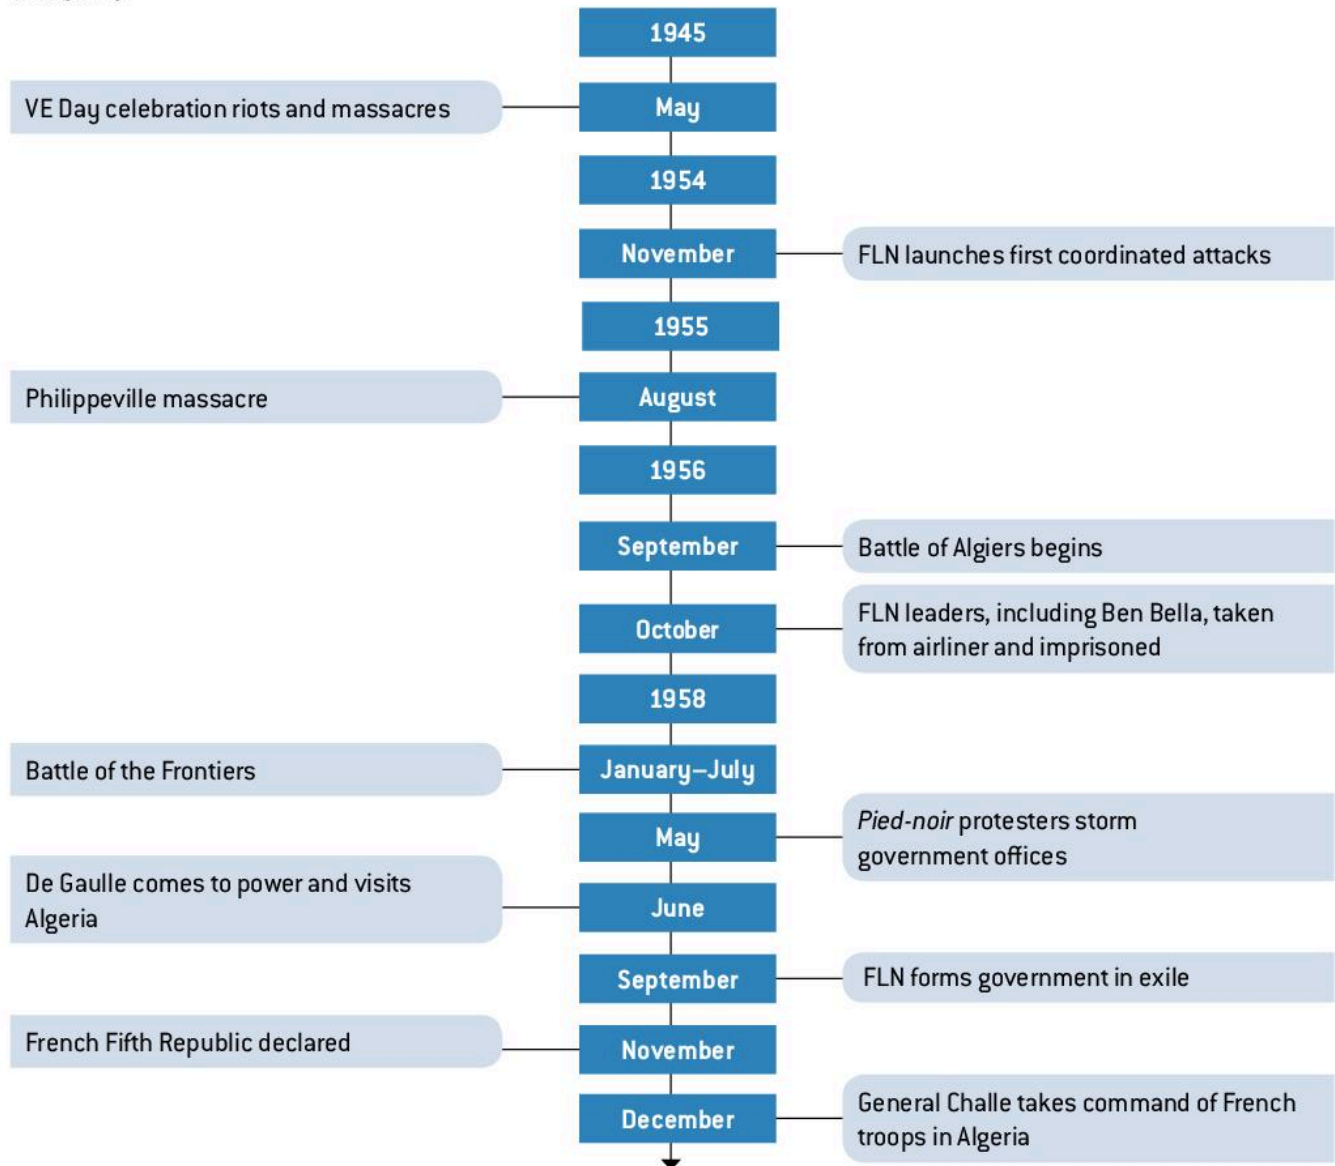 1945
VE Day celebration riots and massacres
May
1954
November
FLN launches first coordinated attacks
1955
Philippeville massacre
August
1956
September
Battle of Algiers begins
October
FLN leaders, including Ben Bella, taken
from airliner and imprisoned
1958
Battle of the Frontiers
January–July
May
Pied-noir protesters storm
government offices
De Gaulle comes to power and visits
Algeria
June
September
FLN forms government in exile
French Fifth Republic declared
November
December
General Challe takes command of French
troops in Algeria